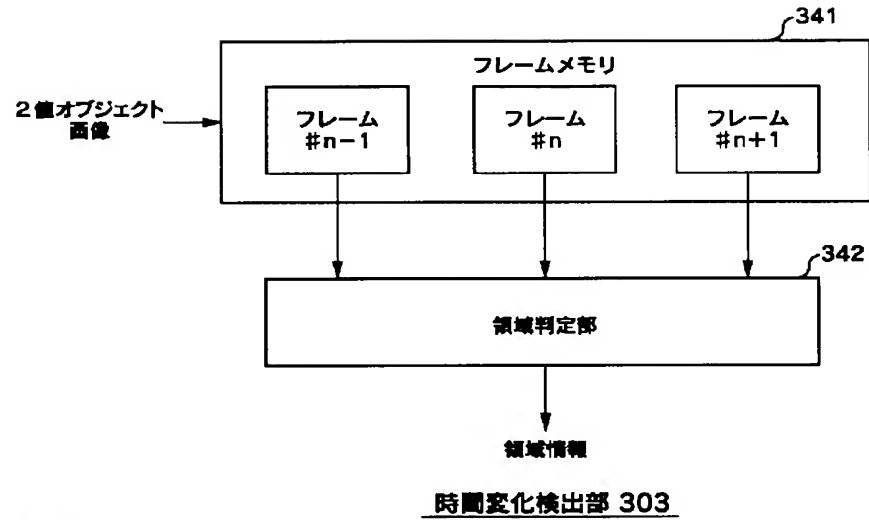 341
フレームメモリ
2値オブジェクト
画像
フレーム
#n-1
フレーム
#n
フレーム
#n+1
342
領域判定部
領域情報
時間変化検出部 303